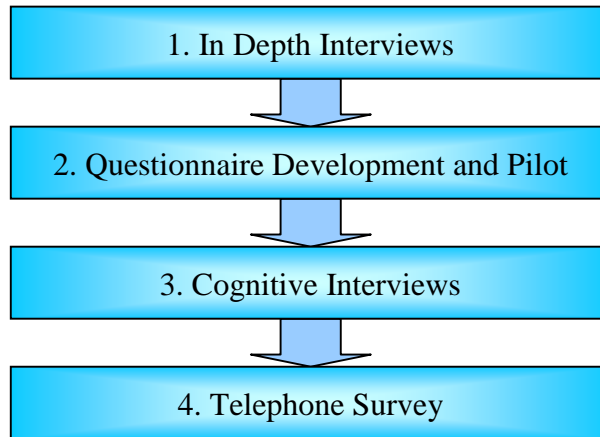 1. In Depth Interviews
2. Questionnaire Development and Pilot
3. Cognitive Interviews
4. Telephone Survey